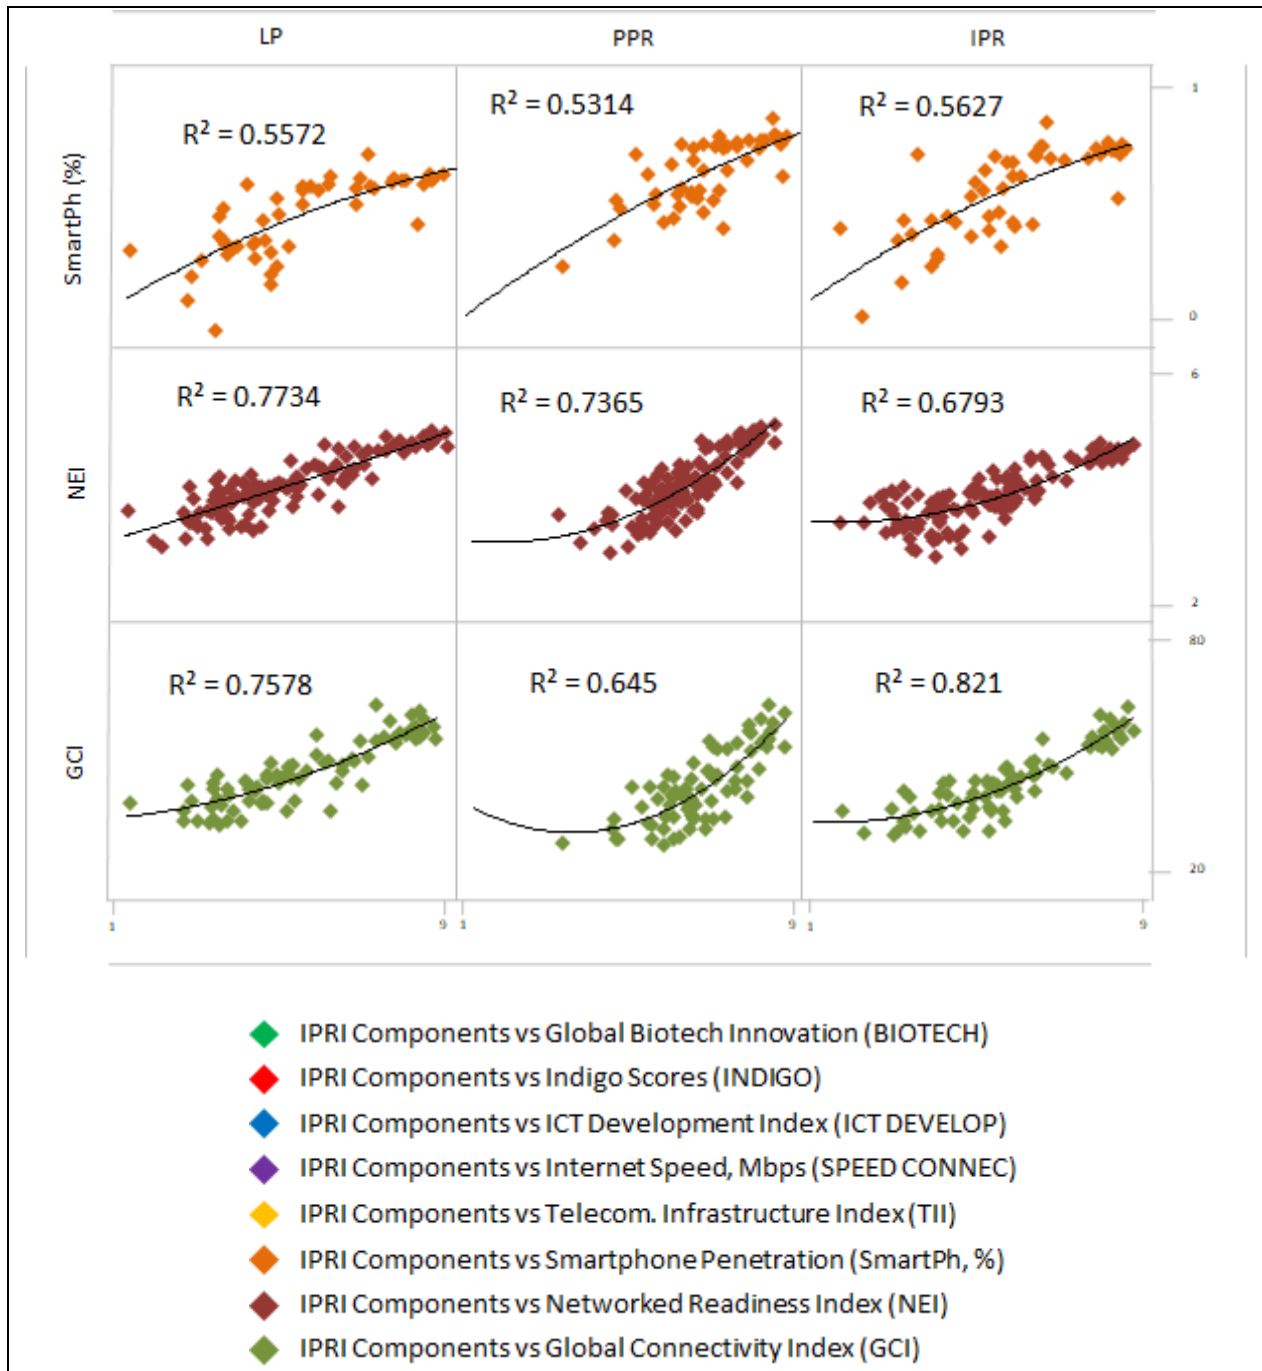 LP PPR IPR
SmartPh (%)
R² = 0.5572 R² = 0.5314 R² = 0.5627
1
0
NEI
R² = 0.7734 R² = 0.7365 R² = 0.6793
6
2
GCI
R² = 0.7578 R² = 0.645 R² = 0.821
80
20
1 9 1 9 1 9
IPRI Components vs Global Biotech Innovation (BIOTECH)
IPRI Components vs Indigo Scores (INDIGO)
IPRI Components vs ICT Development Index (ICT DEVELOP)
IPRI Components vs Internet Speed, Mbps (SPEED CONNEC)
IPRI Components vs Telecom. Infrastructure Index (TII)
IPRI Components vs Smartphone Penetration (SmartPh, %)
IPRI Components vs Networked Readiness Index (NEI)
IPRI Components vs Global Connectivity Index (GCI)